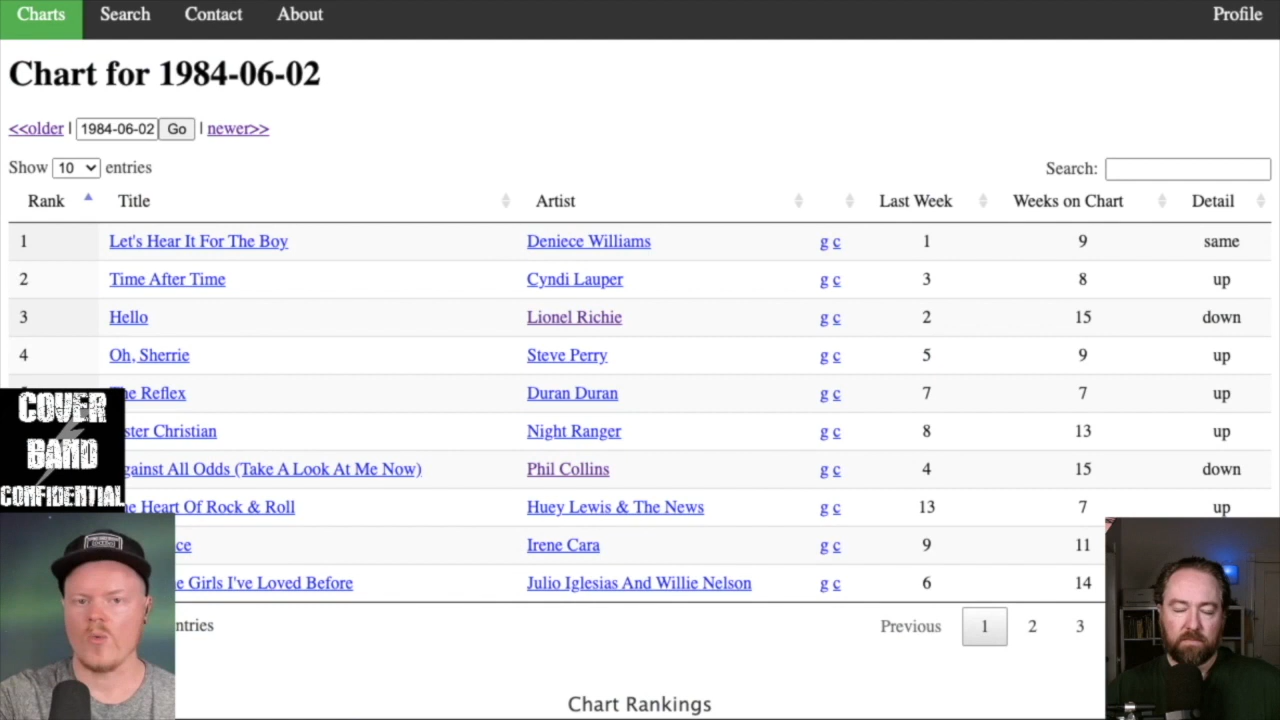 Charts Search Contact About Profile
Chart for 1984-06-02
<<older | 1984-06-02 Go | newer>>
Show 10 entries Search:
Rank Title Artist Last Week Weeks on Chart Detail
1 Let's Hear It For The Boy Deniece Williams g c 1 9 same
2 Time After Time Cyndi Lauper g c 3 8 up
3 Hello Lionel Richie g c 2 15 down
4 Oh, Sherrie Steve Perry g c 5 9 up
he Reflex Duran Duran g c 7 7 up
ster Christian Night Ranger g c 8 13 up
gainst All Odds (Take A Look At Me Now) Phil Collins g c 4 15 down
he Heart Of Rock & Roll Huey Lewis & The News g c 13 7 up
ce Irene Cara g c 9 11
e Girls I've Loved Before Julio Iglesias And Willie Nelson g c 6 14
ntries Previous 1 2 3
Chart Rankings
COVER
BAND
CONFIDENTIAL